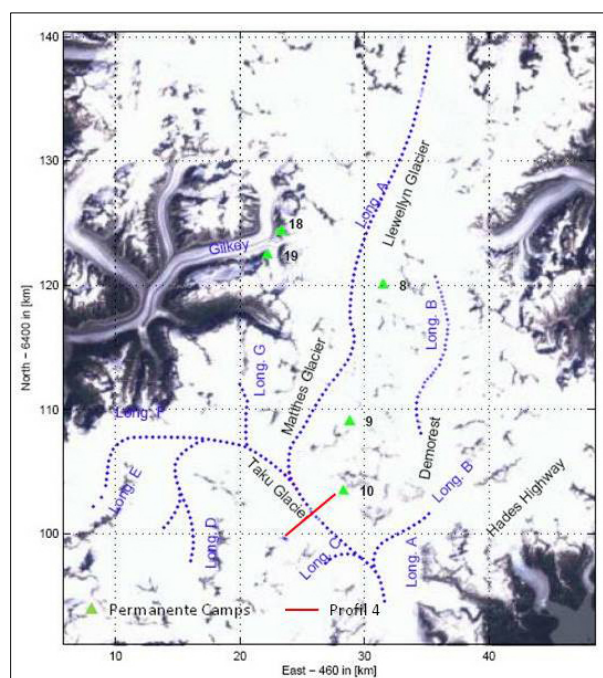 140
130
120
110
100
North − 6400 in [km]
18
Gilkey
19
Long. A
Llewellyn Glacier
8
Long. B
Long. G
Matthes Glacier
Long. F
9
Demorest
Long. B
Long. E
Taku Glacie
10
Hades Highway
Long. D
Long. C
Long. A
Permanente Camps
Profil 4
10
20
30
40
East − 460 in [km]